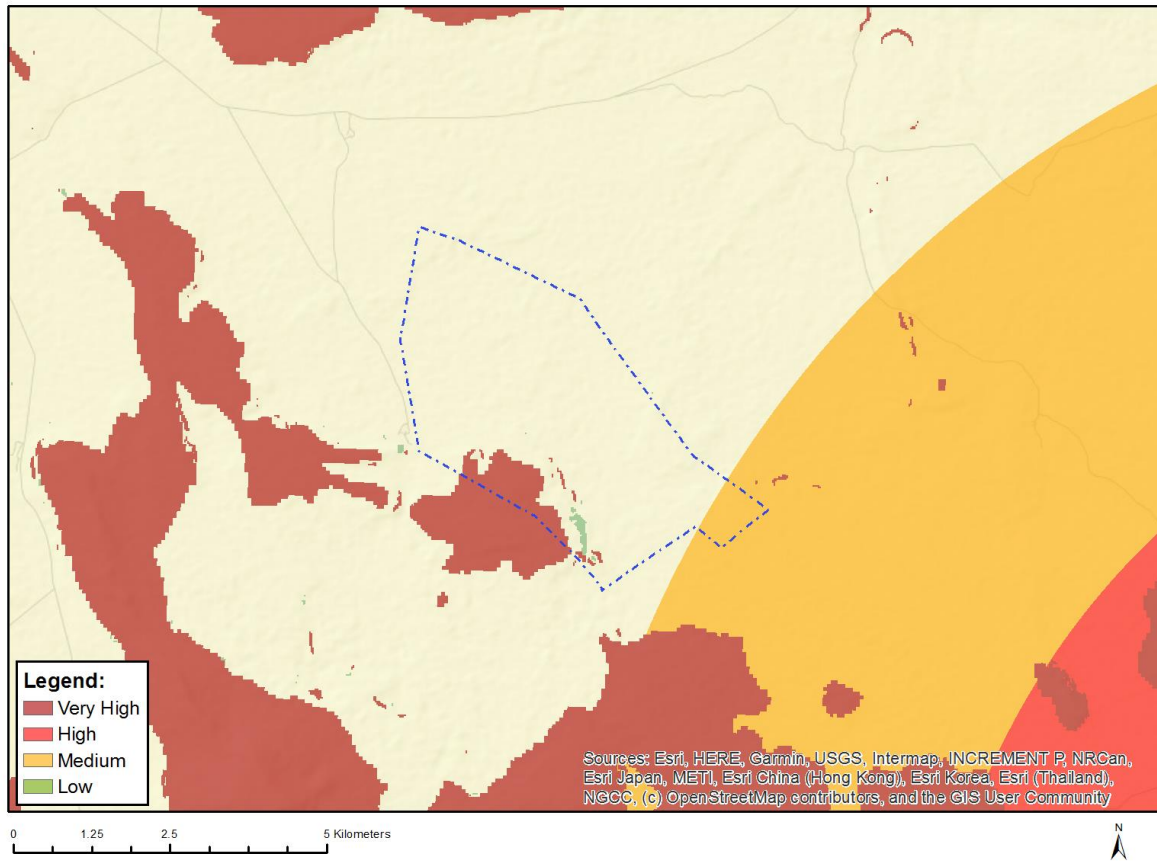 Legend:
Very High
High
Medium
Low
Sources: Esri, HERE, Garmin, USGS, Intermap, INCREMENT P, NRCan,
Esri Japan, METI, Esri China (Hong Kong), Esri Korea, Esri (Thailand),
NGCC, (c) OpenStreetMap contributors, and the GIS User Community
0 1.25 2.5 5 Kilometers
N